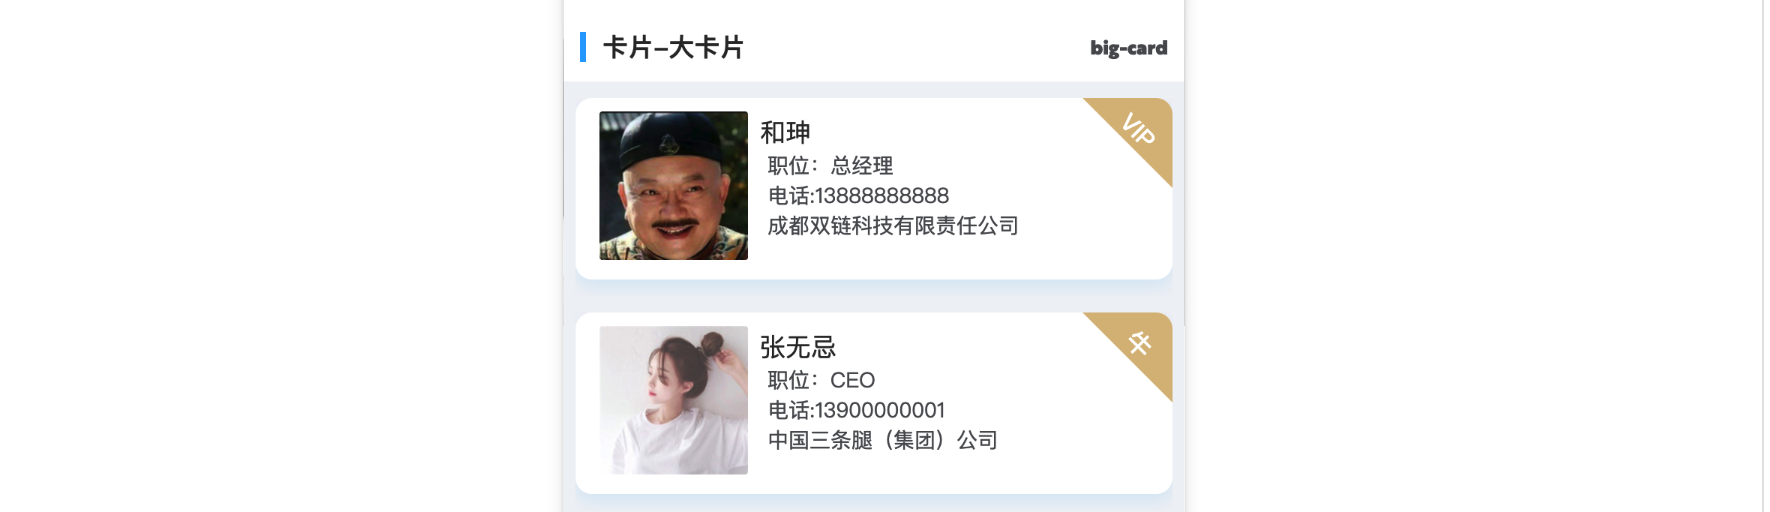 卡片-大卡片
big-card
和珅
VIP
职位：总经理
电话:13888888888
成都双链科技有限责任公司
张无忌
牛
职位：CEO
电话:13900000001
中国三条腿（集团）公司